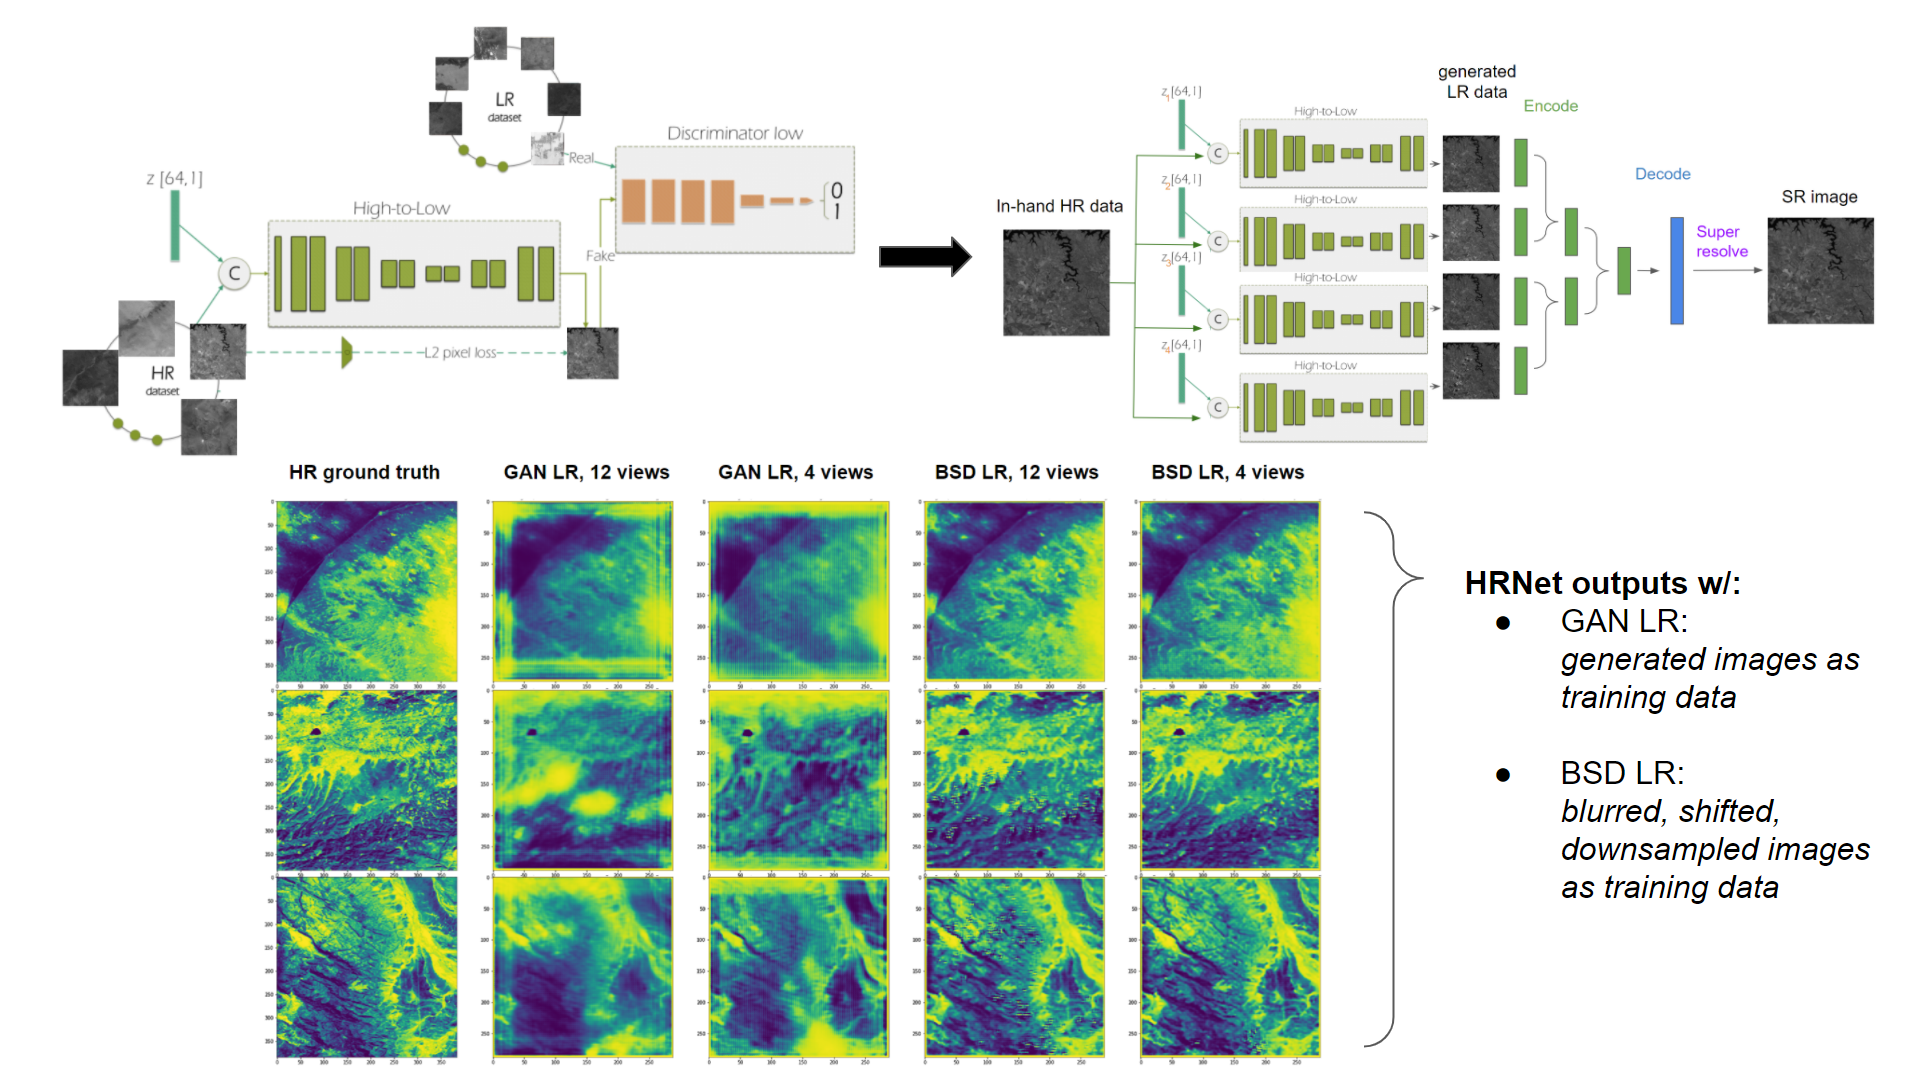 LR
dataset
Real
Discriminator low
0
1
z [64,1]
High-to-Low
C
Fake
L2 pixel loss
HR
dataset
In-hand HR data
z1[64,1]
High-to-Low
C
z2[64,1]
High-to-Low
C
z3[64,1]
High-to-Low
C
z4[64,1]
High-to-Low
C
generated
LR data
Encode
Decode
Super
resolve
SR image
HR ground truth
GAN LR, 12 views
GAN LR, 4 views
BSD LR, 12 views
BSD LR, 4 views
HRNet outputs w/:
● GAN LR:
generated images as
training data
● BSD LR:
blurred, shifted,
downsampled images
as training data